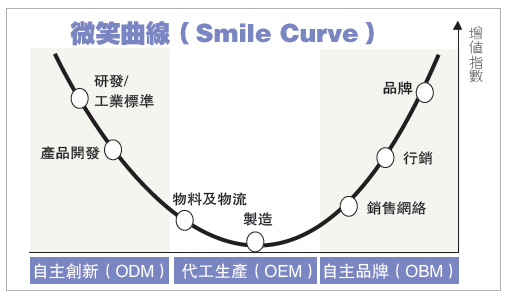 微笑曲線（Smile Curve）
增值指數
研發/
工業標準
產品開發
物料及物流
製造
銷售網絡
行銷
品牌
自主創新（ODM）
代工生產（OEM）
自主品牌（OBM）